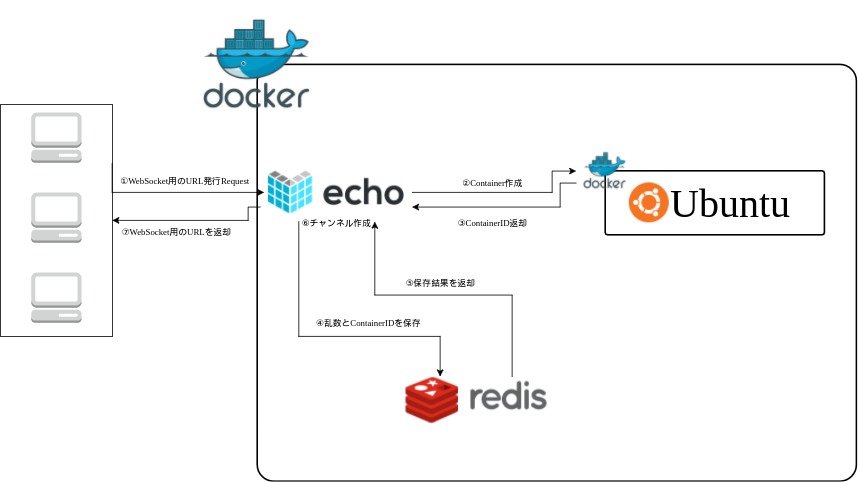 docker
①WebSocket用のURL発行Request
echo
②Container作成
docker
Ubuntu
③ContainerID返却
⑥チャンネル作成
⑦WebSocket用のURLを返却
⑤保存結果を返却
④乱数とContainerIDを保存
redis